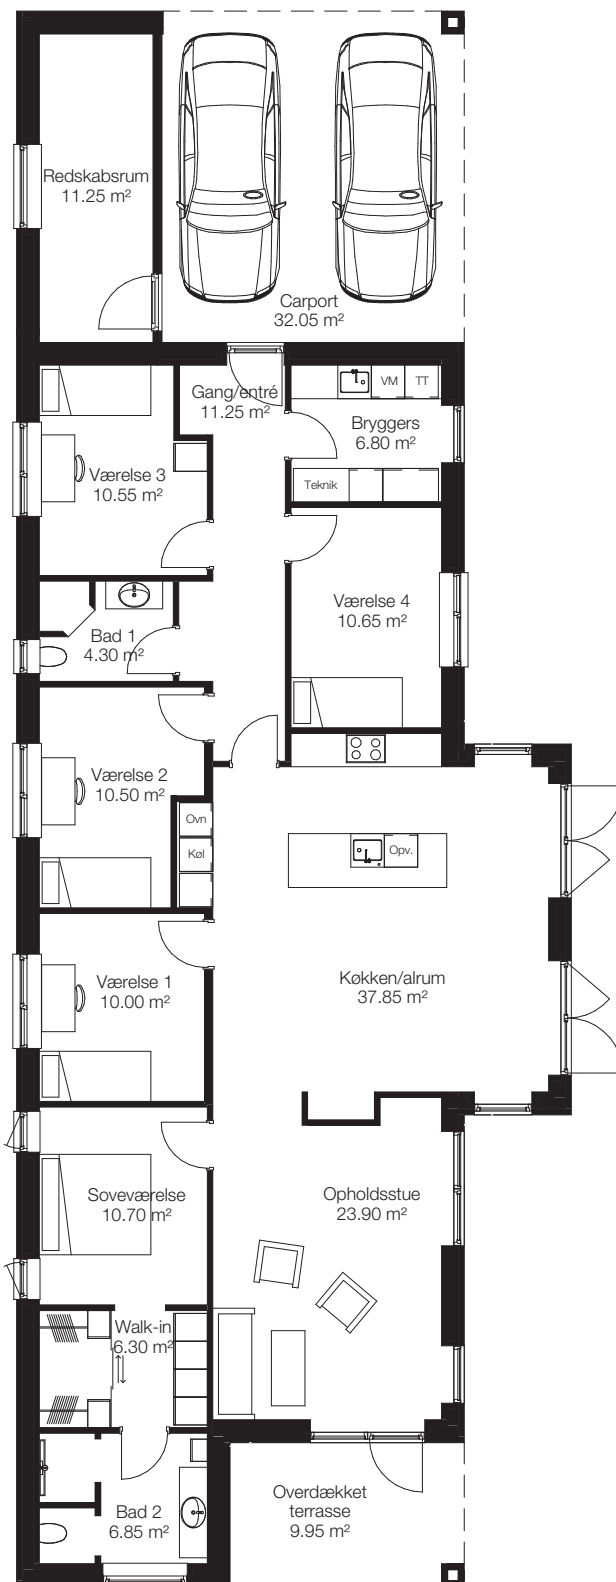 Redskabsrum
11.25 m²
Carport
32.05 m²
Gang/entré
11.25 m²
VM
TT
Bryggers
6.80 m²
Teknik
Værelse 3
10.55 m²
Værelse 4
10.65 m²
Bad 1
4.30 m²
Værelse 2
10.50 m²
Ovn
Køl
Opv.
Værelse 1
10.00 m²
Køkken/alrum
37.85 m²
Soveværelse
10.70 m²
Opholdsstue
23.90 m²
Walk-in
6.30 m²
Bad 2
6.85 m²
Overdækket
terrasse
9.95 m²